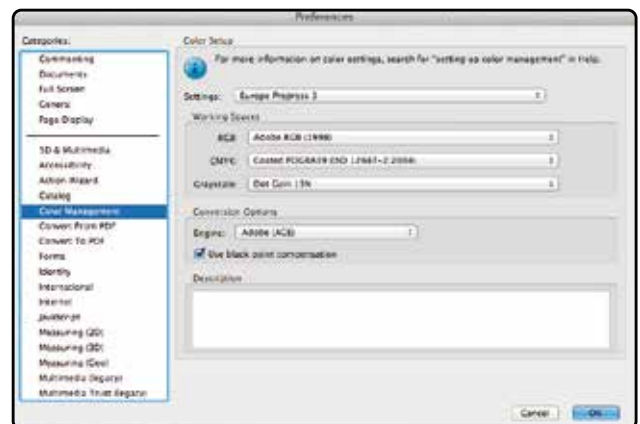 Preferences
Categories:
Commenting
Documents
Full Screen
General
Page Display
3D & Multimedia
Accessibility
Action Wizard
Catalog
Color Management
Convert From PDF
Convert To PDF
Forms
Identity
International
Internet
JavaScript
Measuring (2D)
Measuring (3D)
Measuring (Geo)
Multimedia (legacy)
Multimedia Trust (legacy)
Color Setup
For more information on color settings, search for "setting up color management" in Help.
Settings: Europe Prepress 3
Working Spaces
RGB Adobe RGB (1998)
CMYK Coated FOGRA39 (ISO 12647-2:2004)
Grayscale Dot Gain 15%
Conversion Options
Engine: Adobe (ACE)
Use black point compensation
Description
Cancel OK